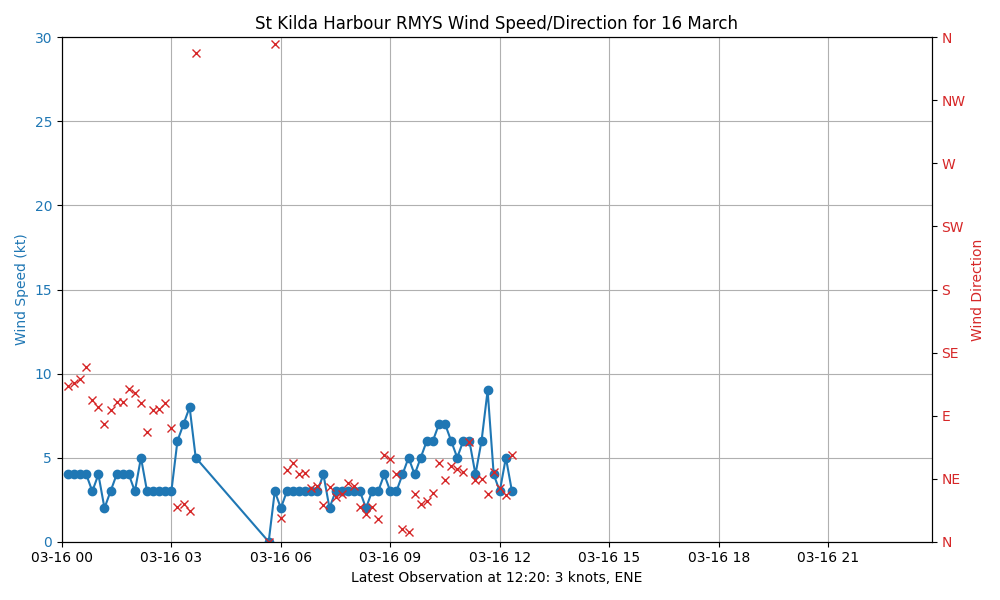 St Kilda Harbour RMYS Wind Speed/Direction for 16 March
30
25
20
15
10
5
0
Wind Speed (kt)
N
NW
W
SW
S
SE
E
NE
N
Wind Direction
03-16 00
03-16 03
03-16 06
03-16 09
03-16 12
03-16 15
03-16 18
03-16 21
Latest Observation at 12:20: 3 knots, ENE